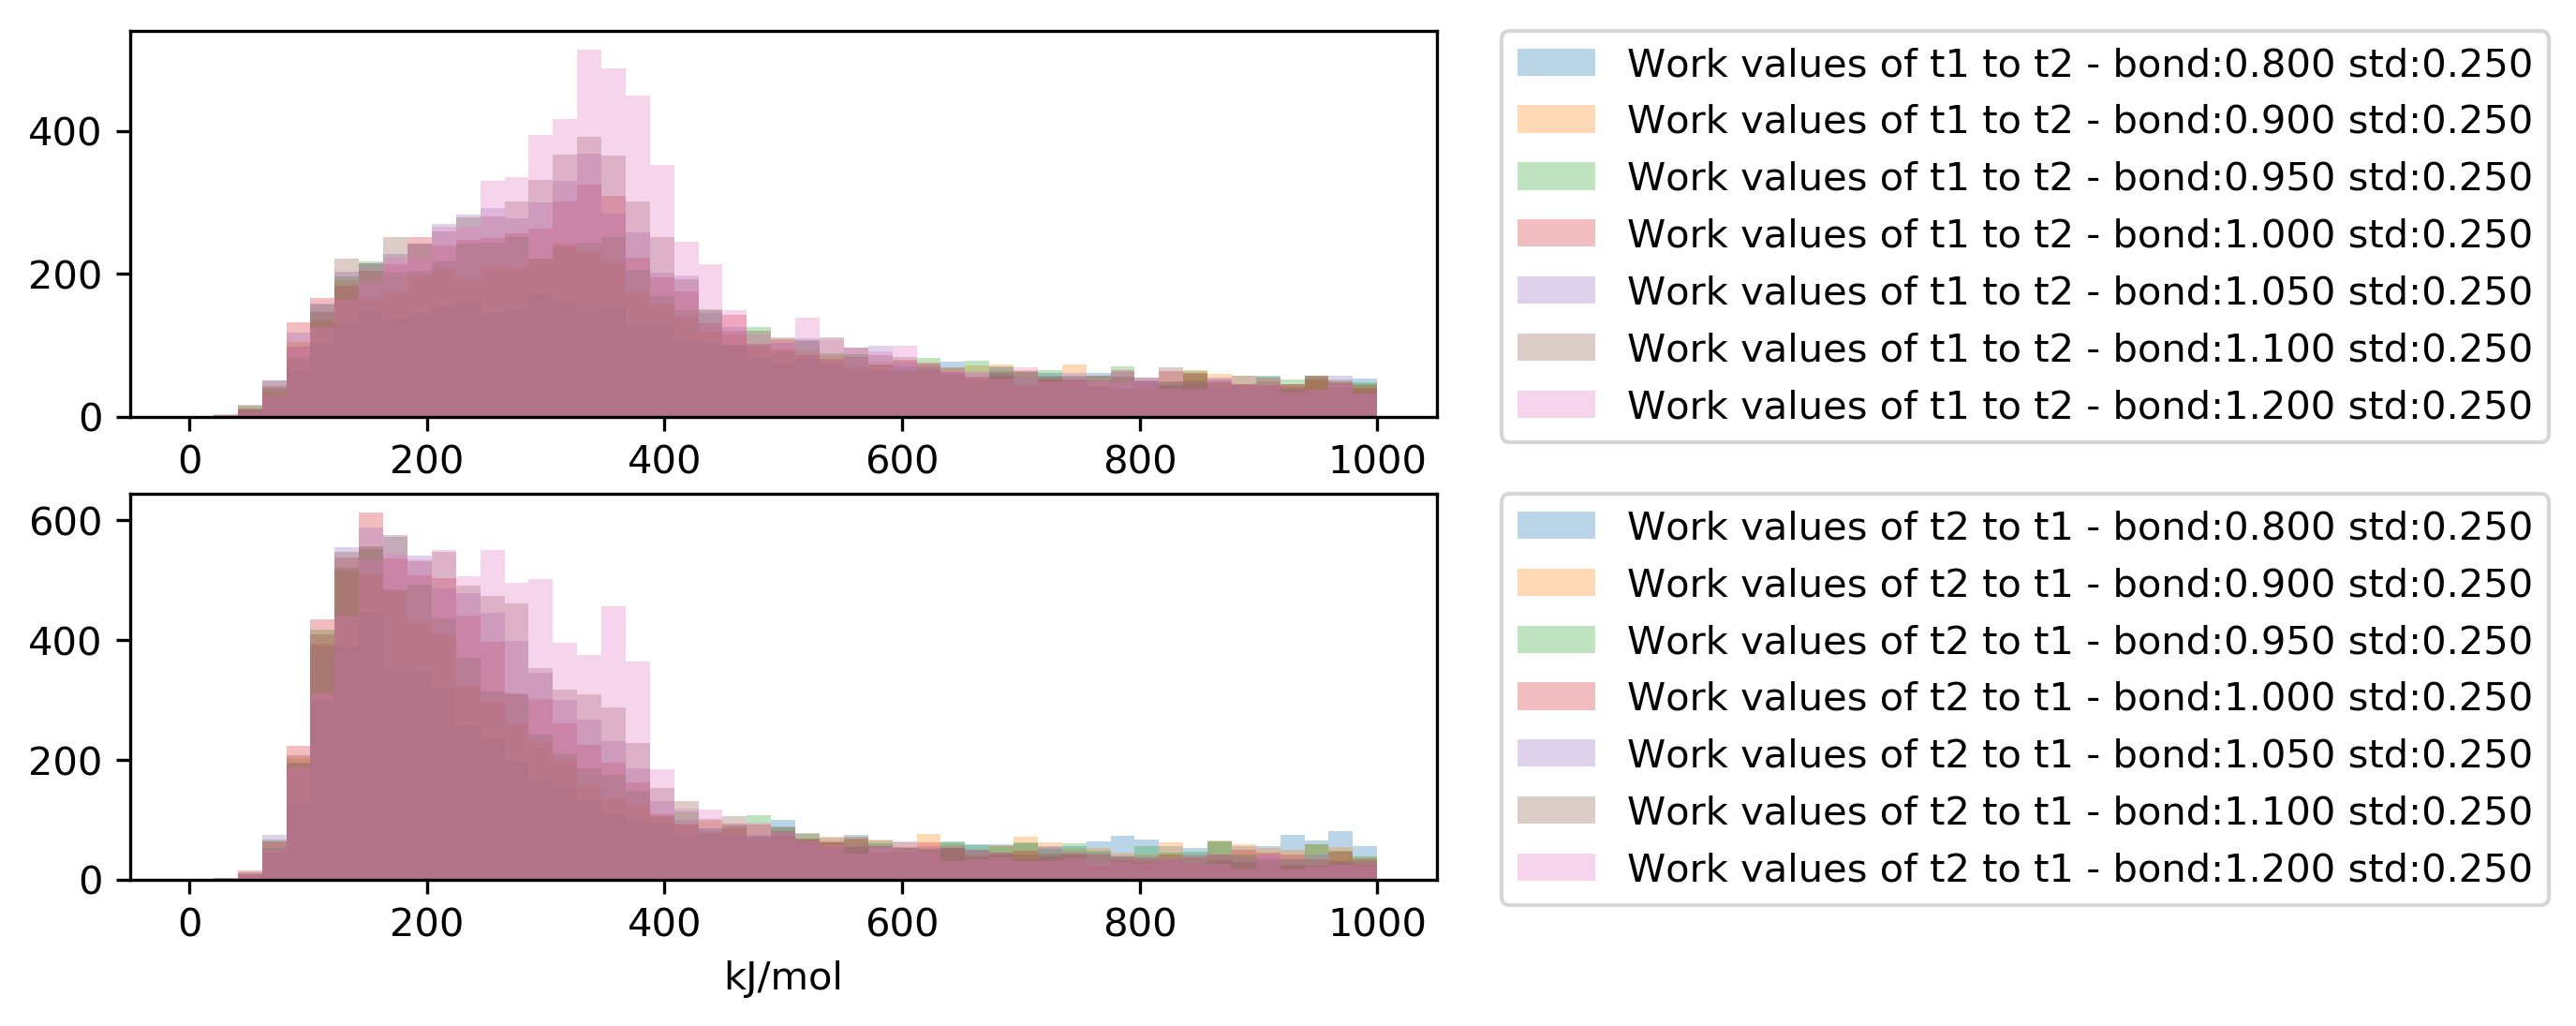 400
200
0
0 200 400 600 800 1000
Work values of t1 to t2 - bond:0.800 std:0.250
Work values of t1 to t2 - bond:0.900 std:0.250
Work values of t1 to t2 - bond:0.950 std:0.250
Work values of t1 to t2 - bond:1.000 std:0.250
Work values of t1 to t2 - bond:1.050 std:0.250
Work values of t1 to t2 - bond:1.100 std:0.250
Work values of t1 to t2 - bond:1.200 std:0.250
600
400
200
0
0 200 400 600 800 1000
kJ/mol
Work values of t2 to t1 - bond:0.800 std:0.250
Work values of t2 to t1 - bond:0.900 std:0.250
Work values of t2 to t1 - bond:0.950 std:0.250
Work values of t2 to t1 - bond:1.000 std:0.250
Work values of t2 to t1 - bond:1.050 std:0.250
Work values of t2 to t1 - bond:1.100 std:0.250
Work values of t2 to t1 - bond:1.200 std:0.250